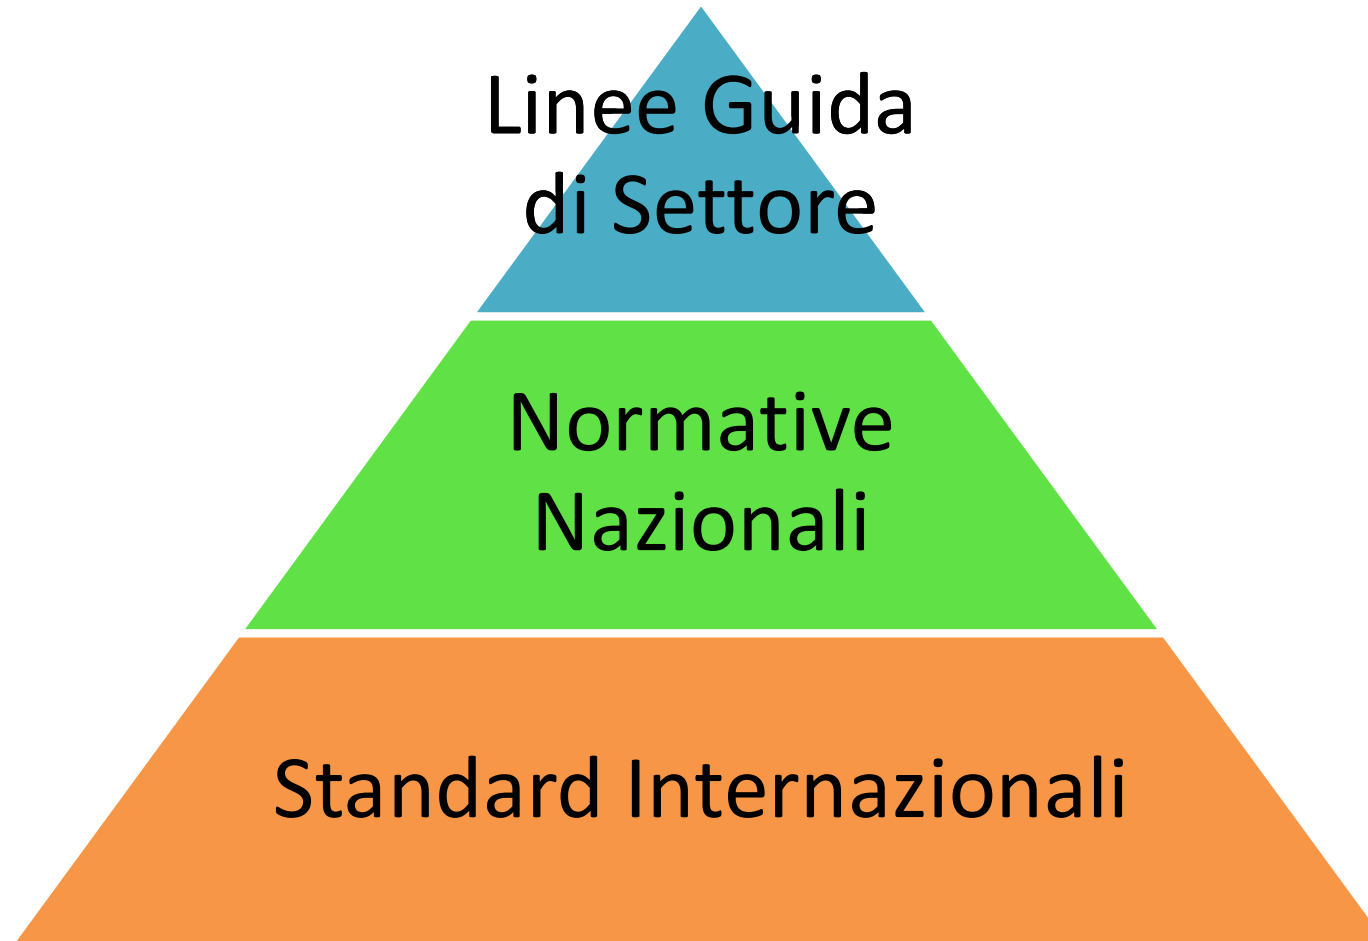 Linee Guida
di Settore
Normative
Nazionali
Standard Internazionali